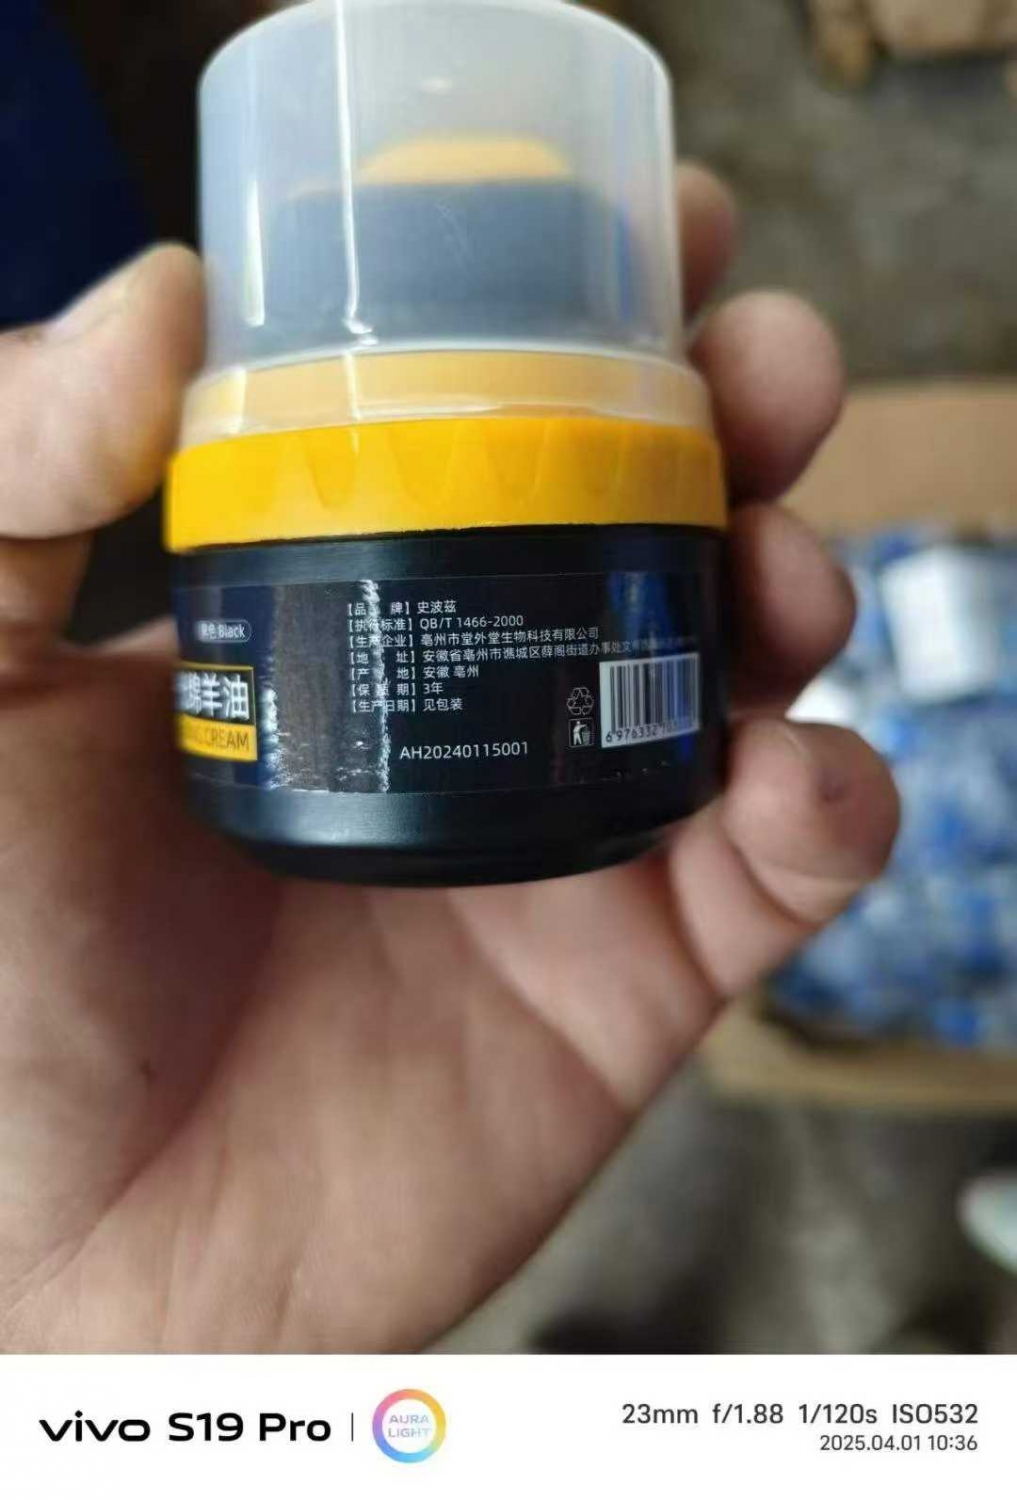 黑色 Black
绵羊油
CREAM
【品 牌】史波兹
【执行标准】QB/T 1466-2000
【生产企业】亳州市堂外堂生物科技有限公司
【地 址】安徽省亳州市谯城区薛阁街道办事处
【产 地】安徽 亳州
【保 质 期】3年
【生产日期】见包装
AH20240115001
6 976332
vivo S19 Pro
AURA
LIGHT
23mm f/1.88 1/120s ISO532
2025.04.01 10:36